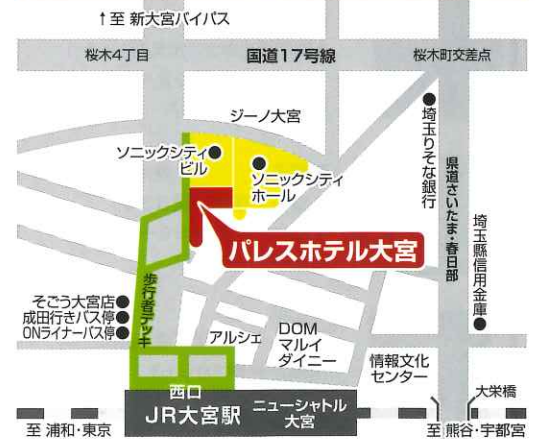 ↑至 新大宮バイパス
桜木4丁目
国道17号線
桜木町交差点
ジーノ大宮
ソニックシティ
ビル
ソニックシティ
ホール
埼玉りそな銀行
県道さいたま・春日部
埼玉縣信用金庫
パレスホテル大宮
歩行者デッキ
そごう大宮店
成田行きバス停
ONライナーバス停
アルシェ
DOM
マルイ
ダイニー
情報文化
センター
西口
JR大宮駅
ニューシャトル
大宮
大栄橋
至 浦和・東京
至 熊谷・宇都宮